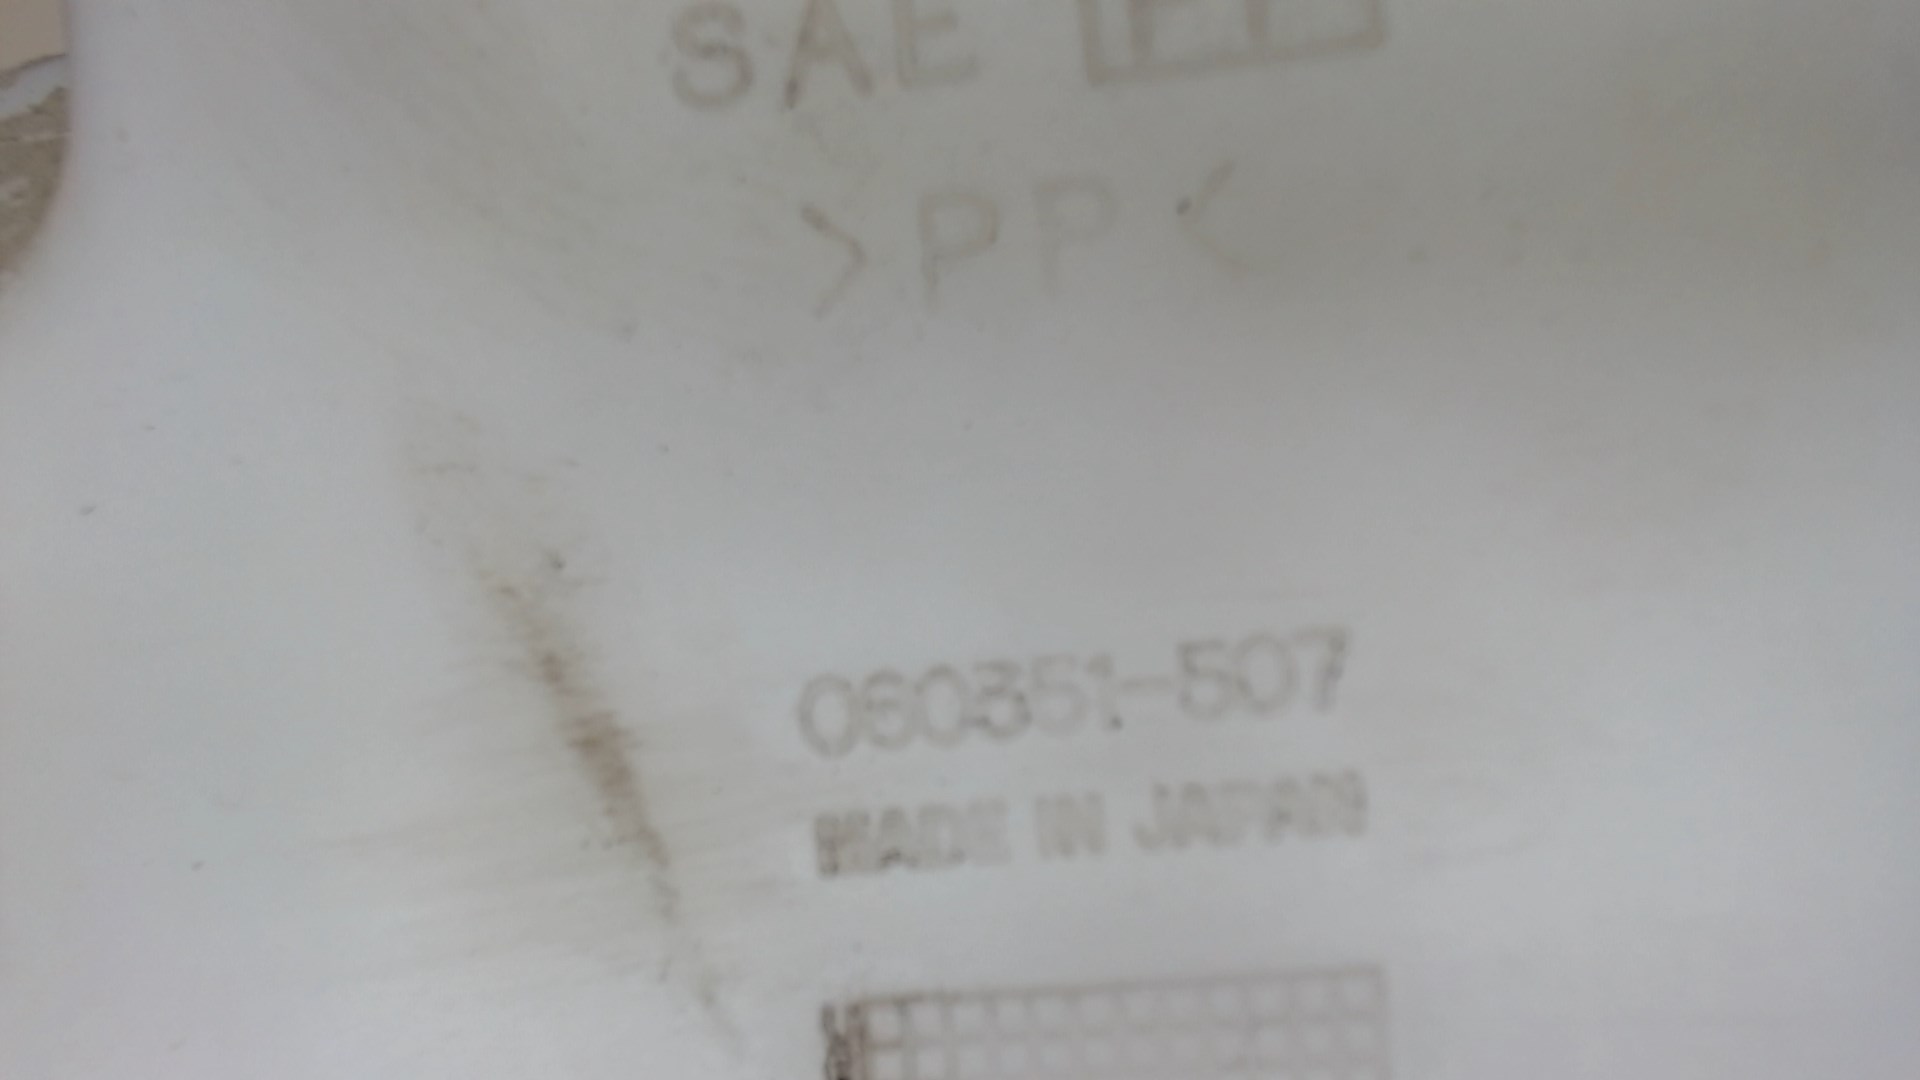 SAE
>PP<
060351-507
MADE IN JAPAN